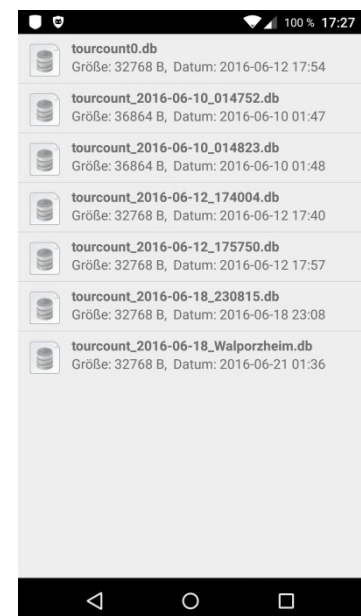 100 % 17:27
tourcount0.db
Größe: 32768 B, Datum: 2016-06-12 17:54
tourcount_2016-06-10_014752.db
Größe: 36864 B, Datum: 2016-06-10 01:47
tourcount_2016-06-10_014823.db
Größe: 36864 B, Datum: 2016-06-10 01:48
tourcount_2016-06-12_174004.db
Größe: 32768 B, Datum: 2016-06-12 17:40
tourcount_2016-06-12_175750.db
Größe: 32768 B, Datum: 2016-06-12 17:57
tourcount_2016-06-18_230815.db
Größe: 32768 B, Datum: 2016-06-18 23:08
tourcount_2016-06-18_Walporzheim.db
Größe: 32768 B, Datum: 2016-06-21 01:36